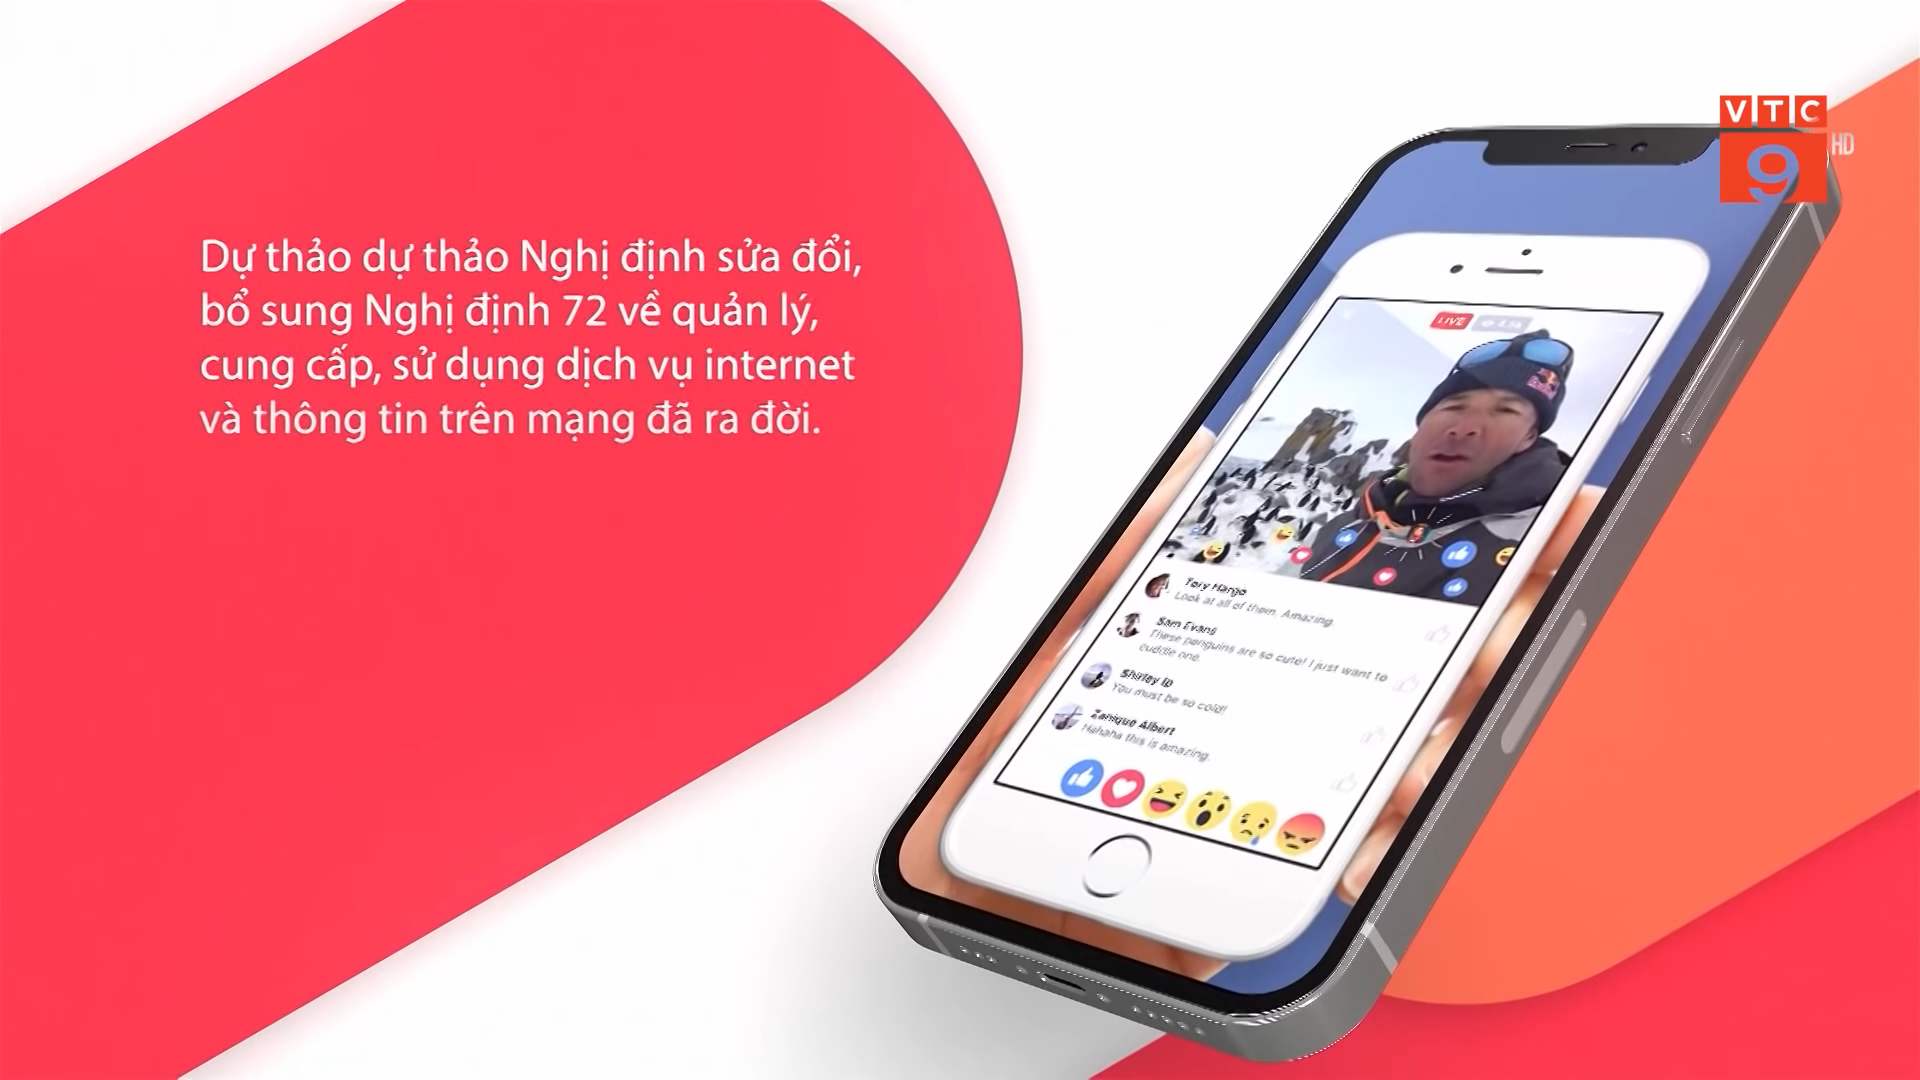 VTC
9
HD
Dự thảo dự thảo Nghị định sửa đổi,
bổ sung Nghị định 72 về quản lý,
cung cấp, sử dụng dịch vụ internet
và thông tin trên mạng đã ra đời.
LIVE
Red Bull
Look at all of them. Amazing.
Sam Evans
These penguins are so cute! I just want to
cuddle one.
Shirley Ip
You must be so cold!
Zanique Albert
Hahaha this is amazing.